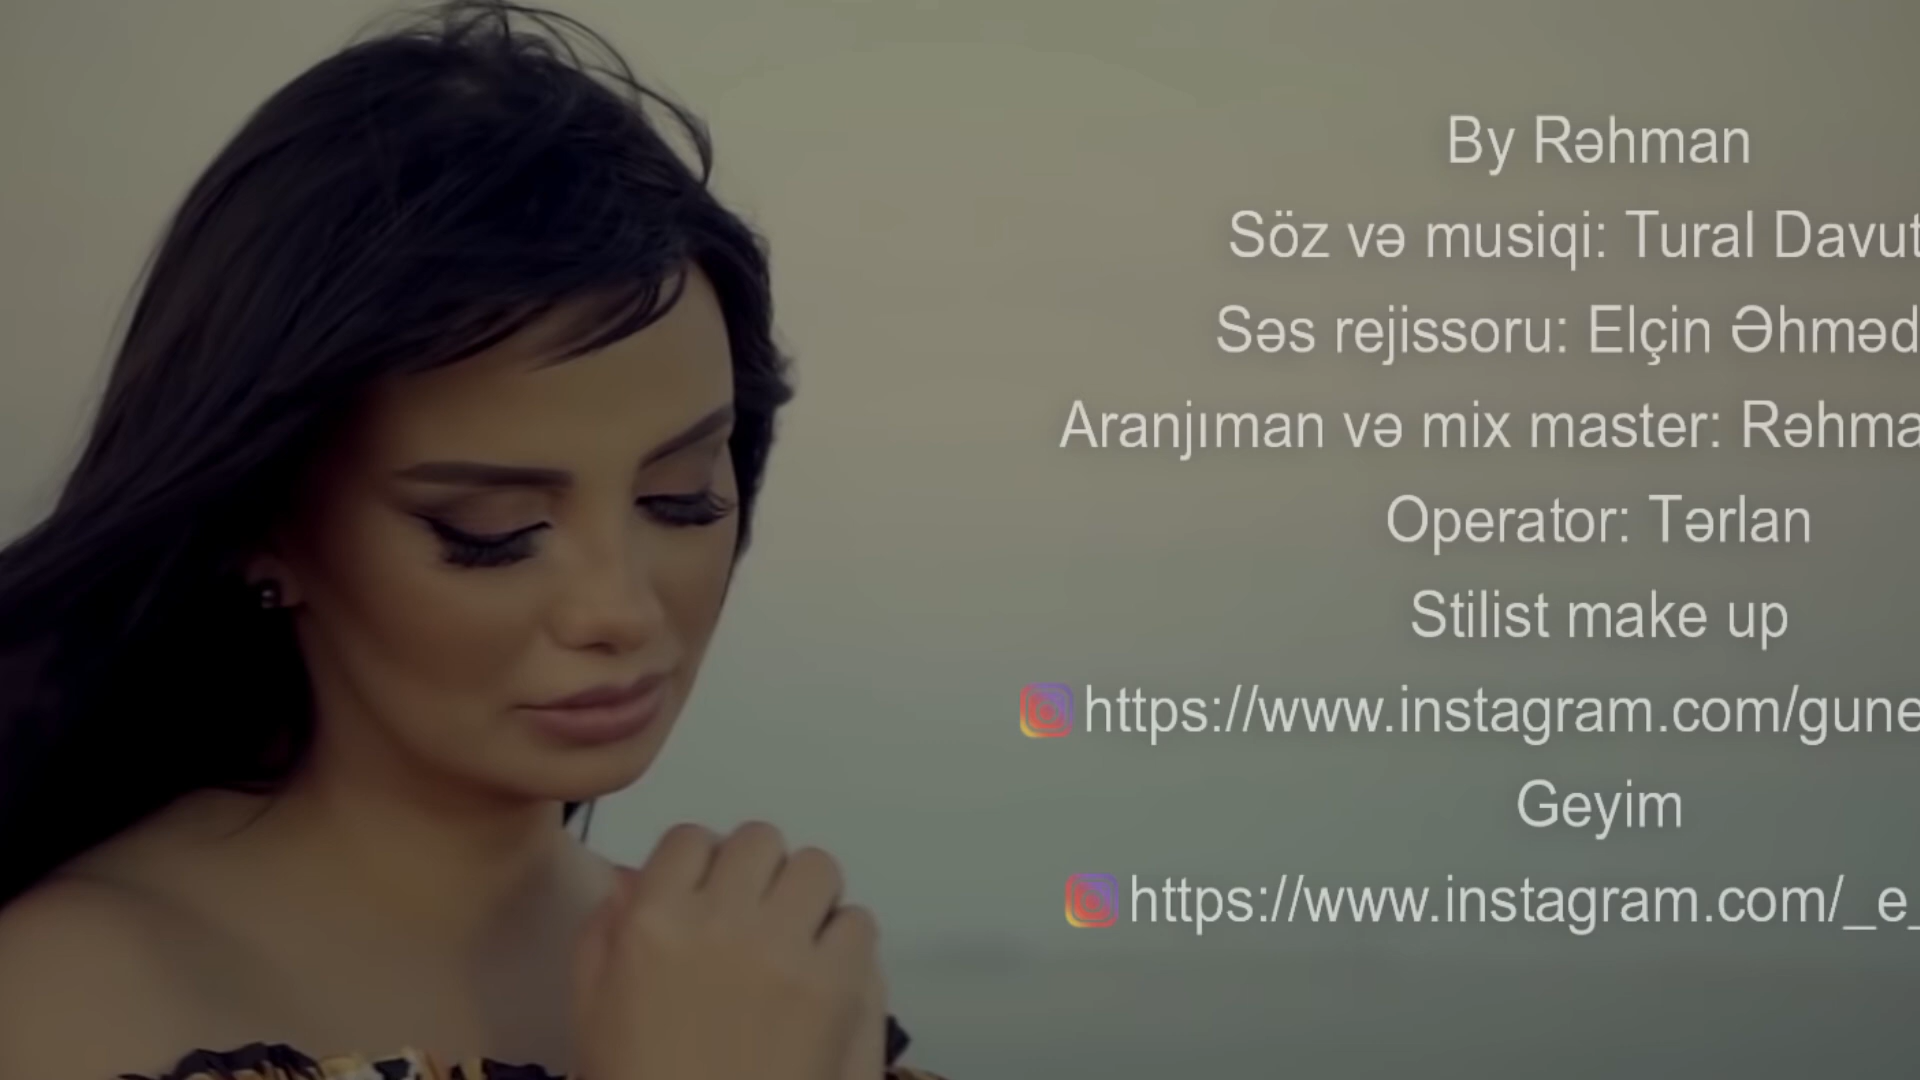 By Rəhman
Söz və musiqi: Tural Davut
Səs rejissoru: Elçin Əhməd
Aranjıman və mix master: Rəhma
Operator: Tərlan
Stilist make up
https://www.instagram.com/gune
Geyim
https://www.instagram.com/_e_